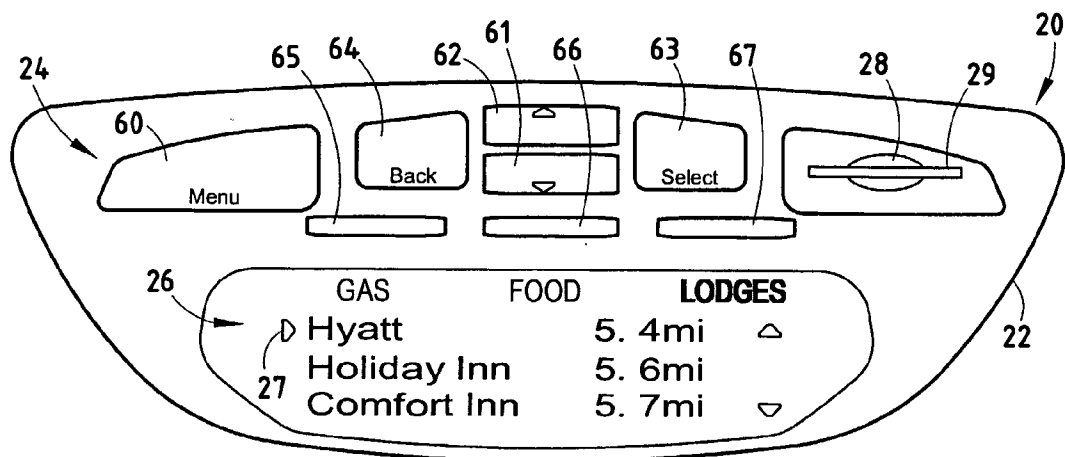 20
61
66
63
64
62
67
28
65
29
24
60
Back
Select
Menu
26
GAS FOOD LODGES
Hyatt 5. 4mi
22
27
Holiday Inn 5. 6mi
Comfort Inn 5. 7mi